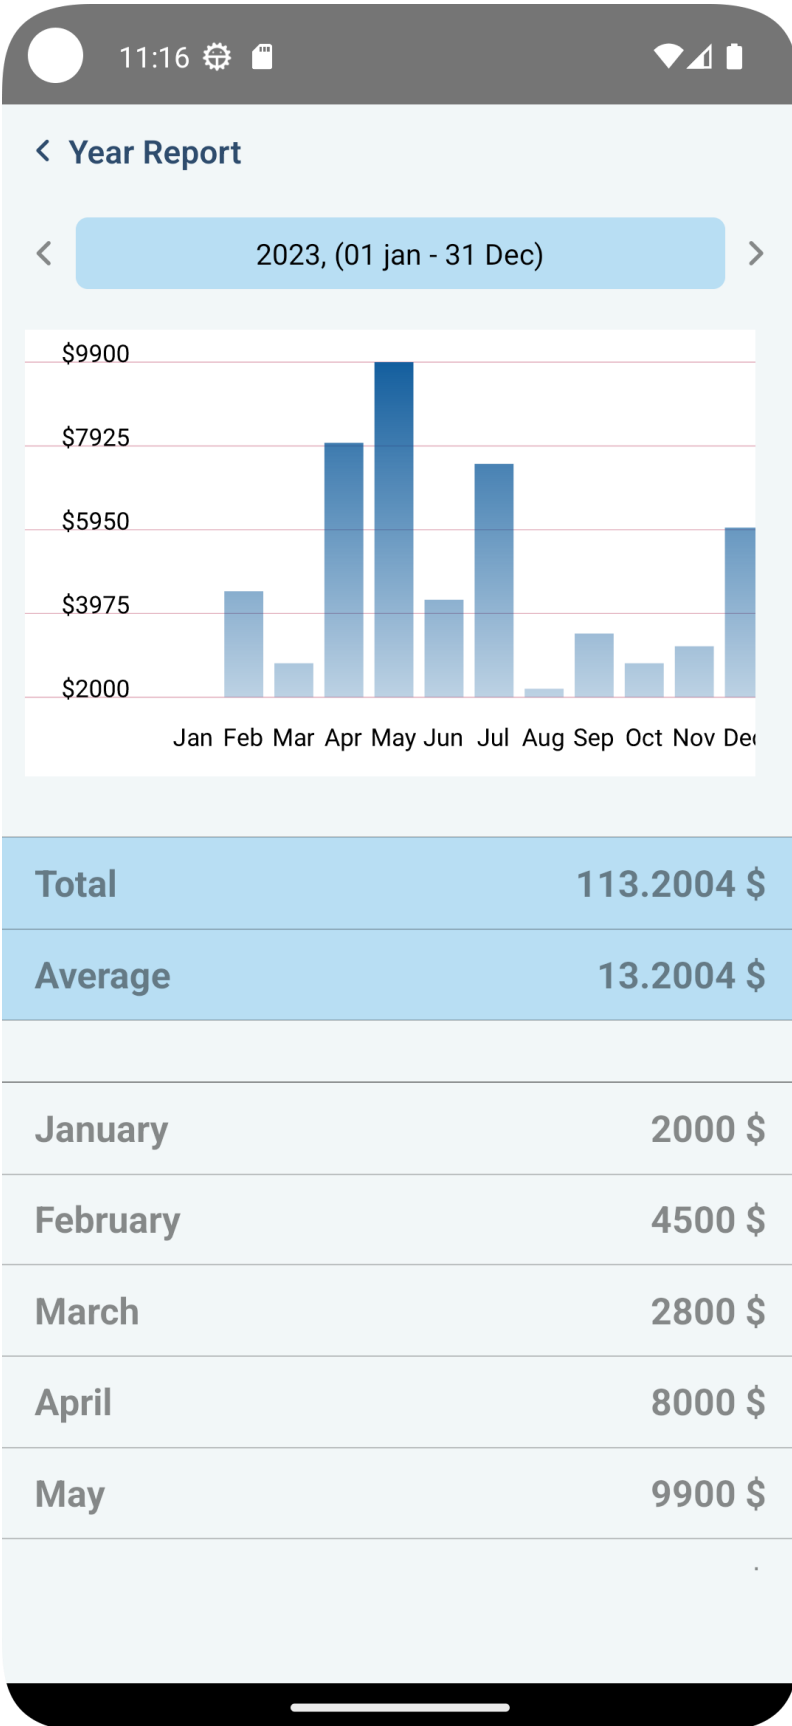 11:16
Year Report
2023, (01 jan - 31 Dec)
$9900
$7925
$5950
$3975
$2000
Jan Feb Mar Apr May Jun Jul Aug Sep Oct Nov Dec
Total 113.2004 $
Average 13.2004 $
January 2000 $
February 4500 $
March 2800 $
April 8000 $
May 9900 $